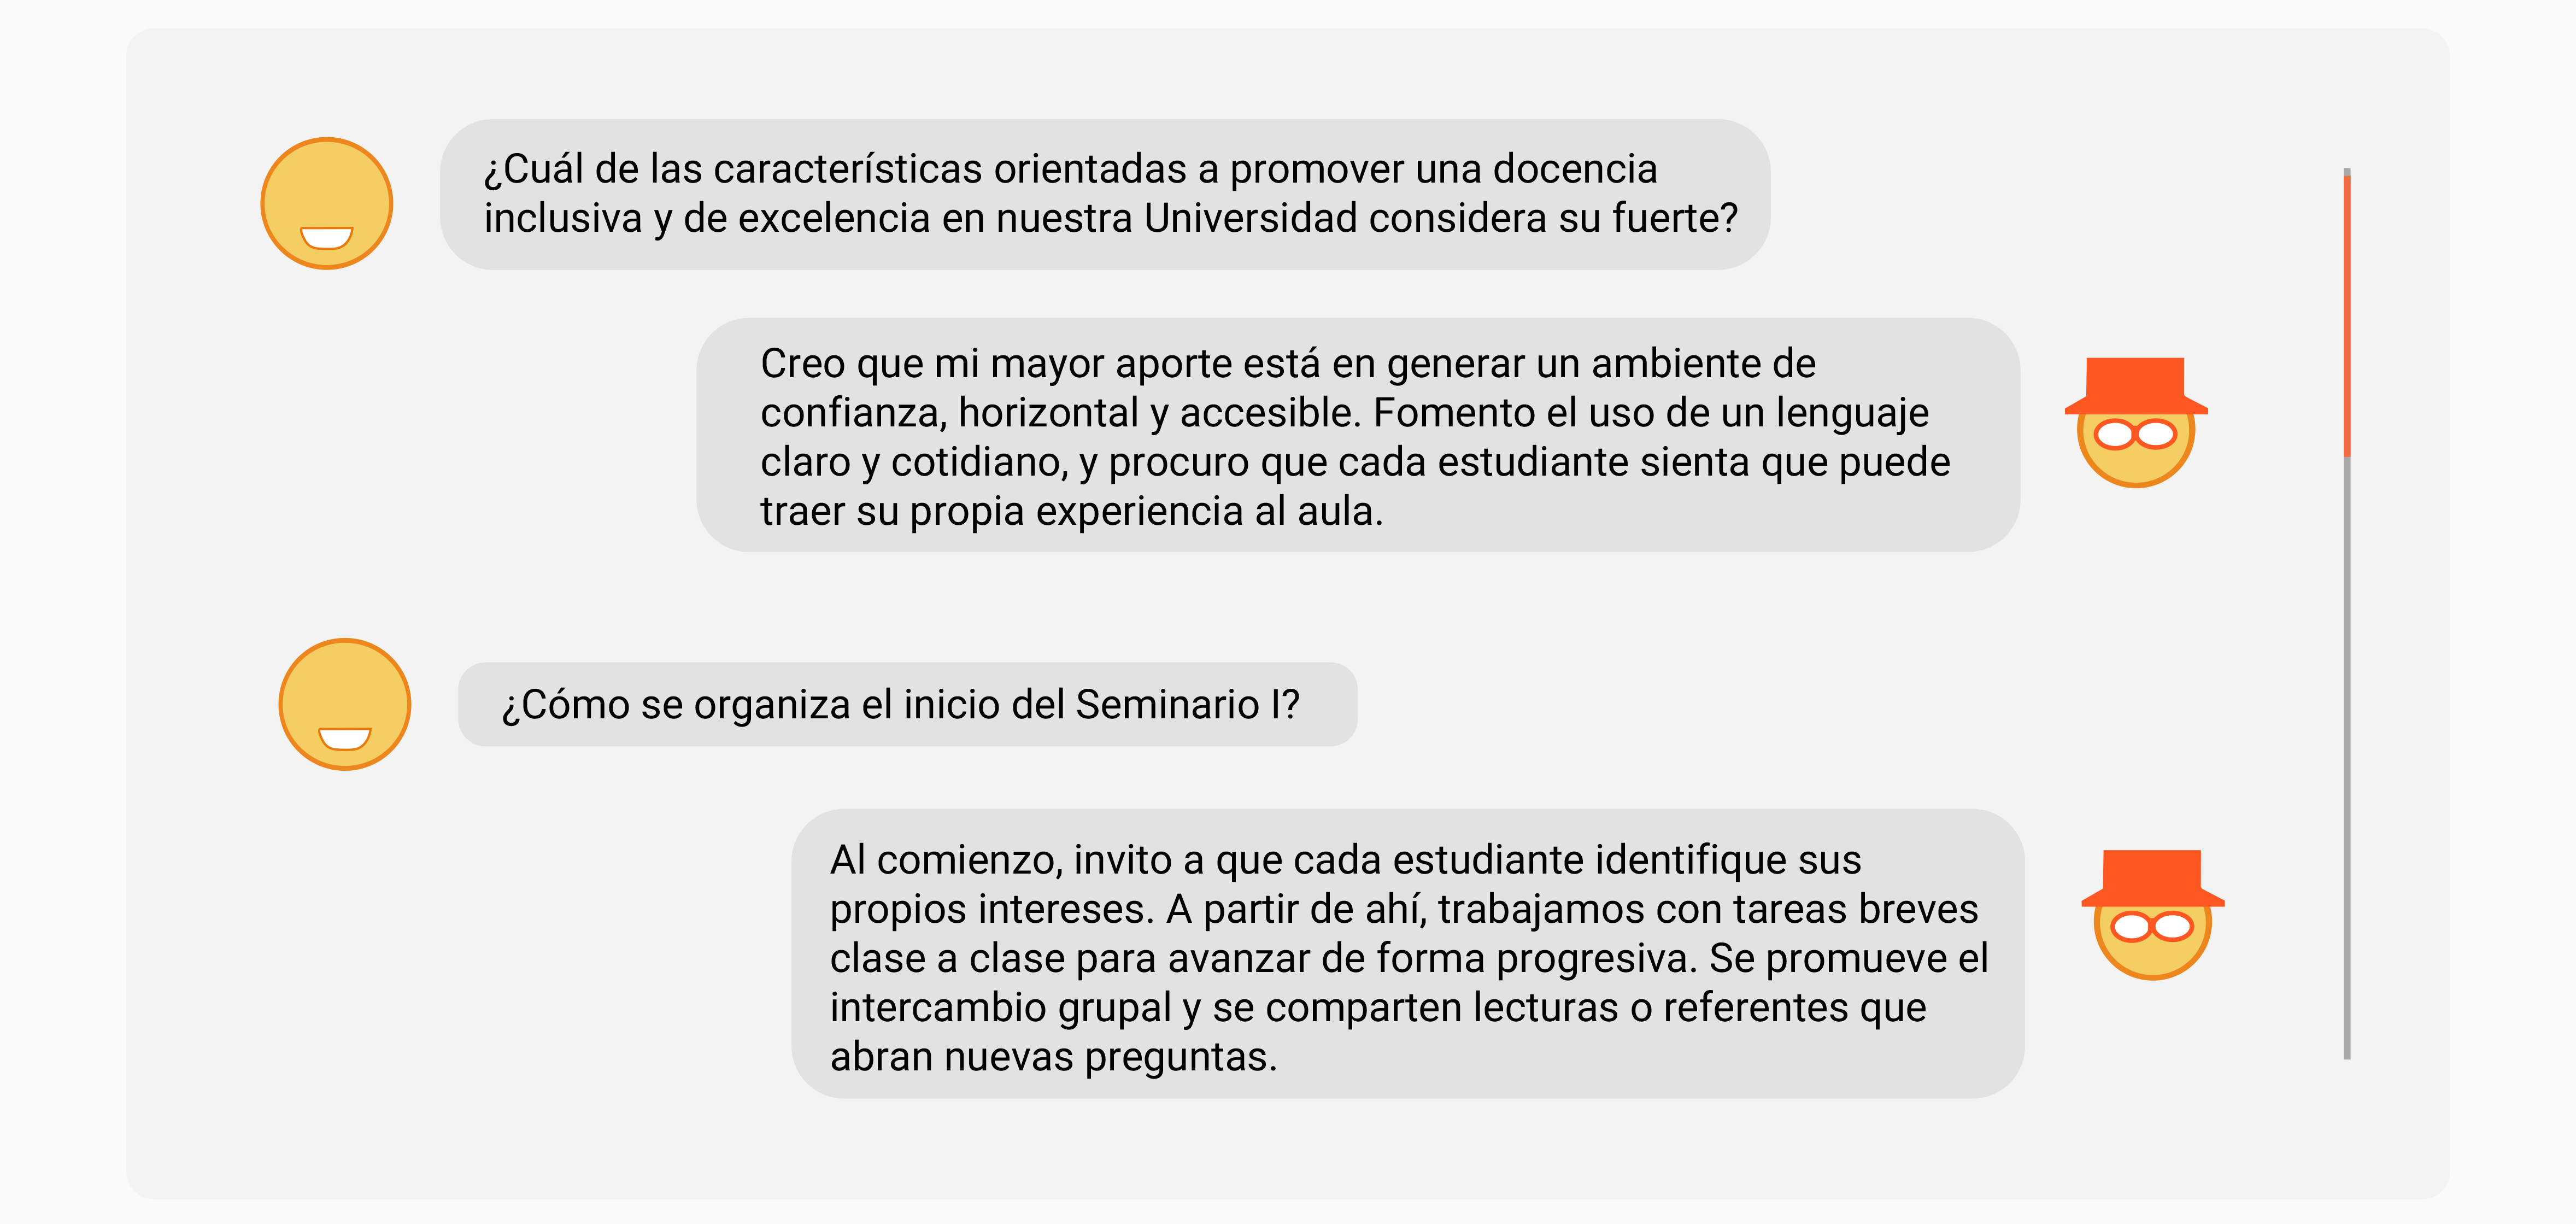 ¿Cuál de las características orientadas a promover una docencia
inclusiva y de excelencia en nuestra Universidad considera su fuerte?
Creo que mi mayor aporte está en generar un ambiente de
confianza, horizontal y accesible. Fomento el uso de un lenguaje
claro y cotidiano, y procuro que cada estudiante sienta que puede
traer su propia experiencia al aula.
¿Cómo se organiza el inicio del Seminario I?
Al comienzo, invito a que cada estudiante identifique sus
propios intereses. A partir de ahí, trabajamos con tareas breves
clase a clase para avanzar de forma progresiva. Se promueve el
intercambio grupal y se comparten lecturas o referentes que
abran nuevas preguntas.